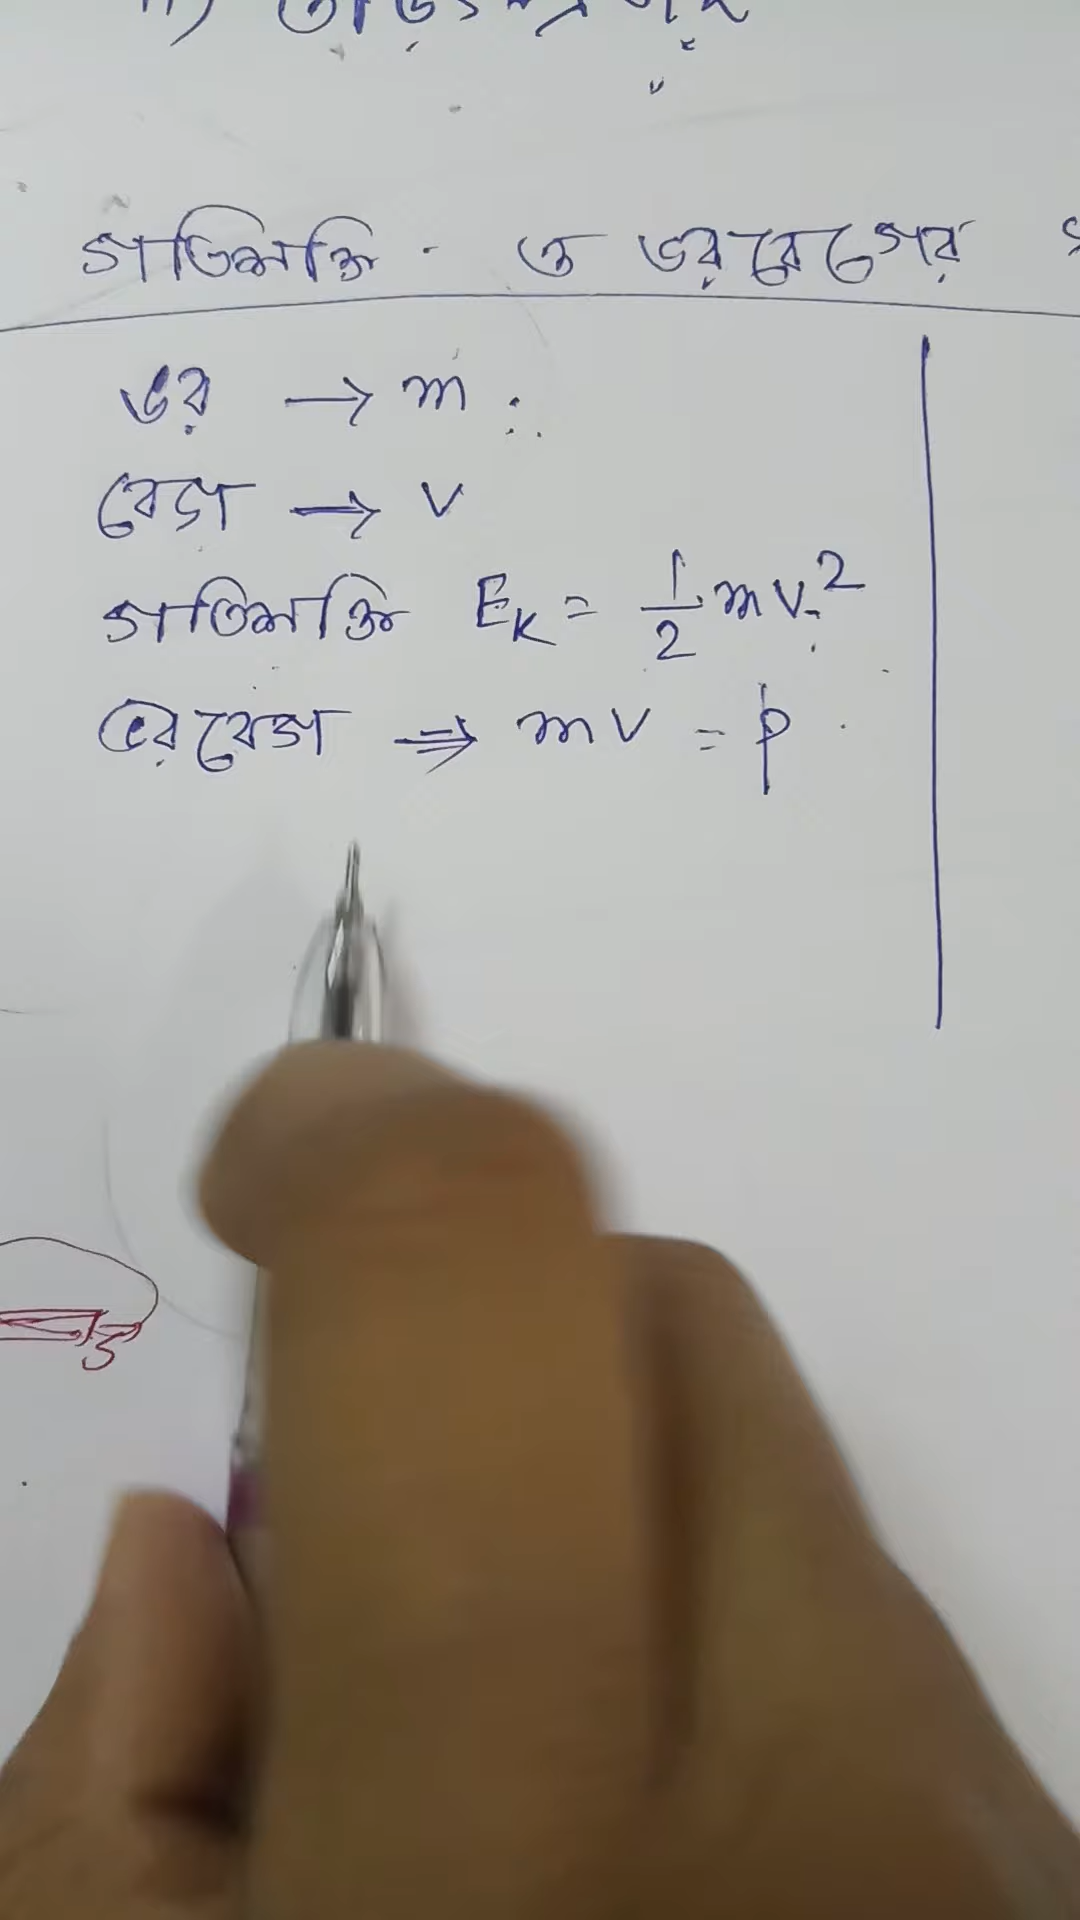 গতিশক্তি ও ভরবেগের
ভর → m
বেগ → v
গতিশক্তি E_K = 1/2 mv²
ভরবেগ ⇒ mv = p
S